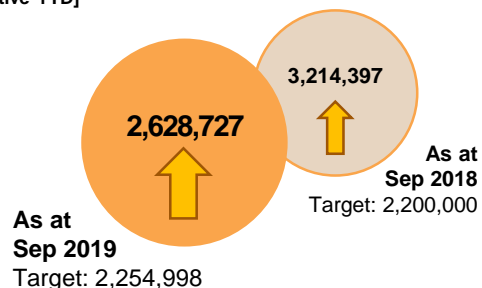 YTD]
3,214,397
2,628,727
As at
Sep 2018
Target: 2,200,000
As at
Sep 2019
Target: 2,254,998